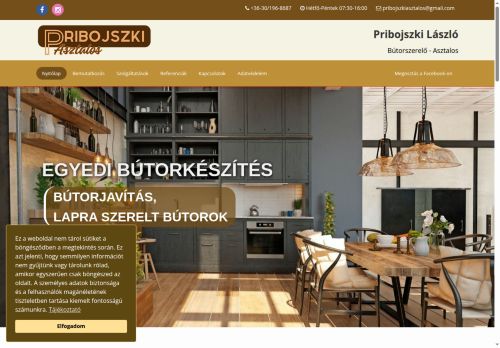 +36-30/196-8687 Hétfő-Péntek 07:30-16:00 pribojszkiasztalos@gmail.com
PRIBOJSZKI
Asztalos
Pribojszki László
Bútorszerelő - Asztalos
Nyitólap Bemutatkozás Szolgáltatások Referenciák Kapcsolatok Adatvédelem Megosztás a Facebook-on
EGYEDI BÚTORKÉSZÍTÉS
BÚTORJAVÍTÁS,
LAPRA SZERELT BÚTOROK
Ez a weboldal nem tárol sütiket a
böngésződben a megtekintés során. Ez
azt jelenti, hogy semmilyen információt
nem gyűjtünk vagy tárolunk rólad,
amikor egyszerűen csak böngészed az
oldalt. A személyes adatok biztonsága
és a felhasználók magánéletének
tiszteletben tartása kiemelt fontosságú
számunkra. Tájékoztató
Elfogadom